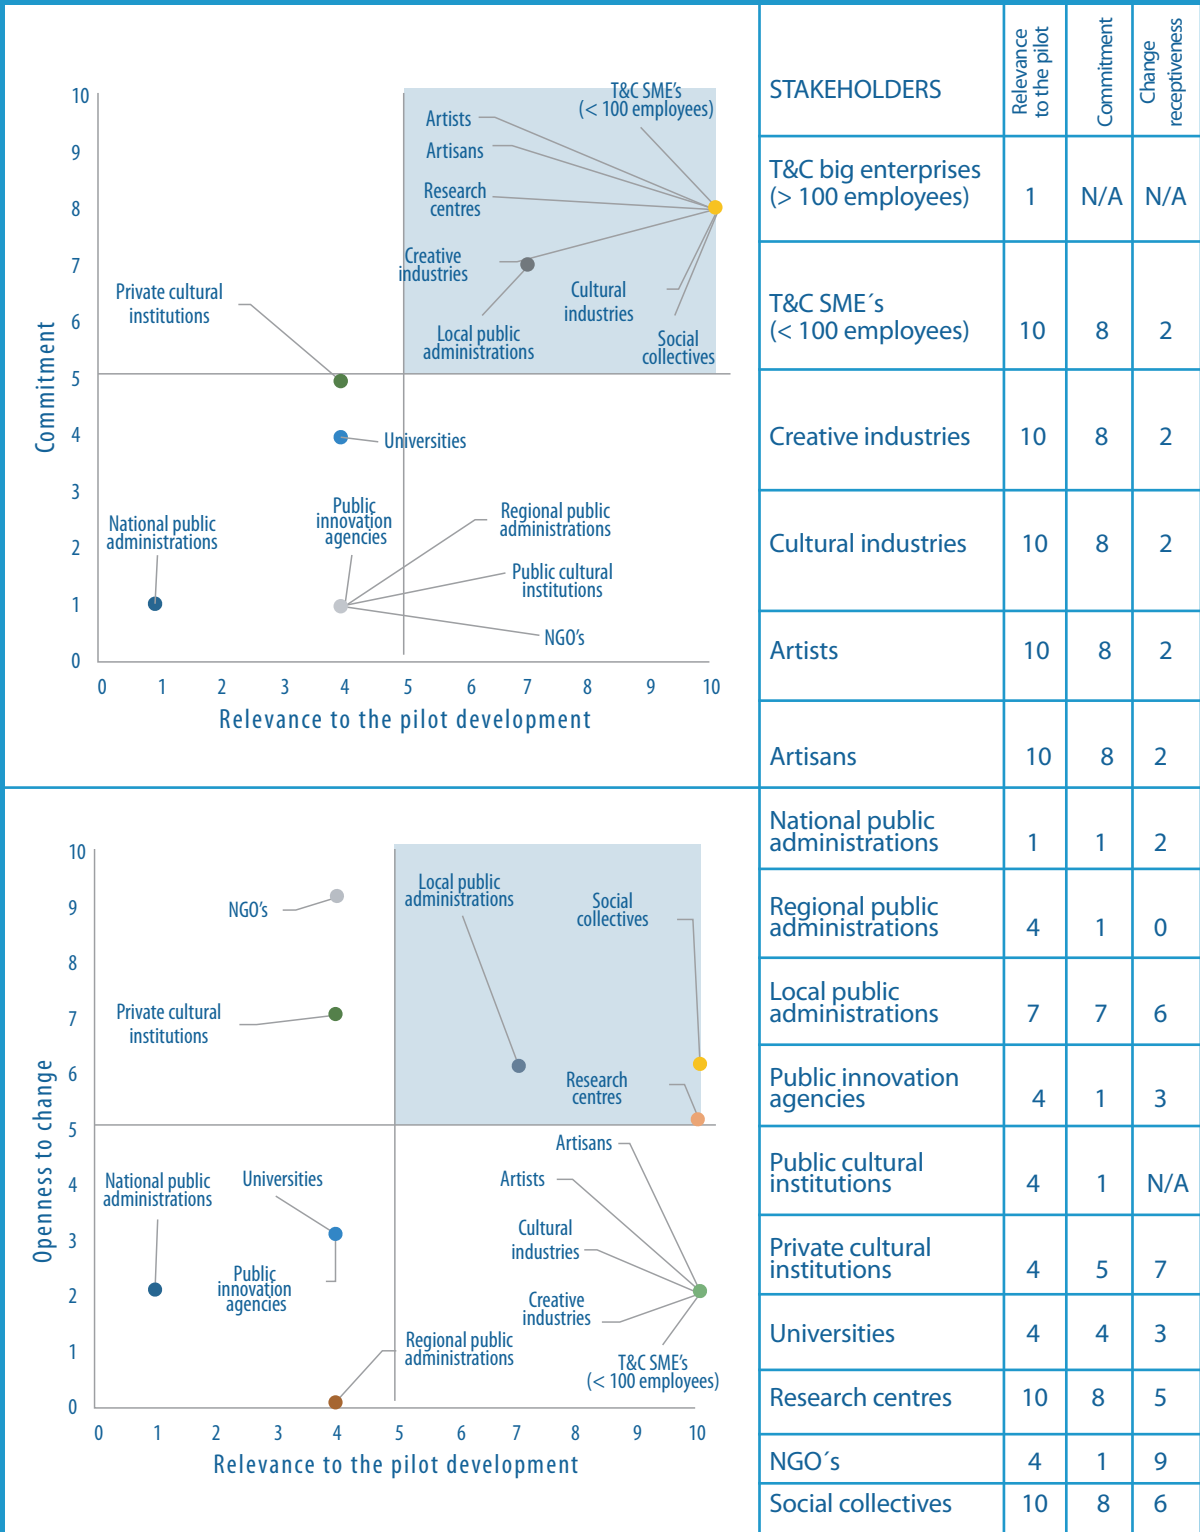 10
9
8
7
6
5
4
3
2
1
0
Commitment
T&C SME's
(< 100 employees)
Artists
Artisans
Research
centres
Creative
industries
Cultural
industries
Local public
administrations
Social
collectives
Private cultural
institutions
Universities
Public
innovation
agencies
National public
administrations
Regional public
administrations
Public cultural
institutions
NGO's
0 1 2 3 4 5 6 7 8 9 10
Relevance to the pilot development
10
9
8
7
6
5
4
3
2
1
0
Openness to change
NGO's
Local public
administrations
Social
collectives
Private cultural
institutions
Research
centres
Artisans
National public
administrations
Universities
Artists
Cultural
industries
Public
innovation
agencies
Creative
industries
Regional public
administrations
T&C SME's
(< 100 employees)
0 1 2 3 4 5 6 7 8 9 10
Relevance to the pilot development
STAKEHOLDERS
Relevance
to the pilot
Commitment
Change
receptiveness
T&C big enterprises
(> 100 employees) 1 N/A N/A
T&C SME´s
(< 100 employees) 10 8 2
Creative industries 10 8 2
Cultural industries 10 8 2
Artists 10 8 2
Artisans 10 8 2
National public
administrations 1 1 2
Regional public
administrations 4 1 0
Local public
administrations 7 7 6
Public innovation
agencies 4 1 3
Public cultural
institutions 4 1 N/A
Private cultural
institutions 4 5 7
Universities 4 4 3
Research centres 10 8 5
NGO´s 4 1 9
Social collectives 10 8 6